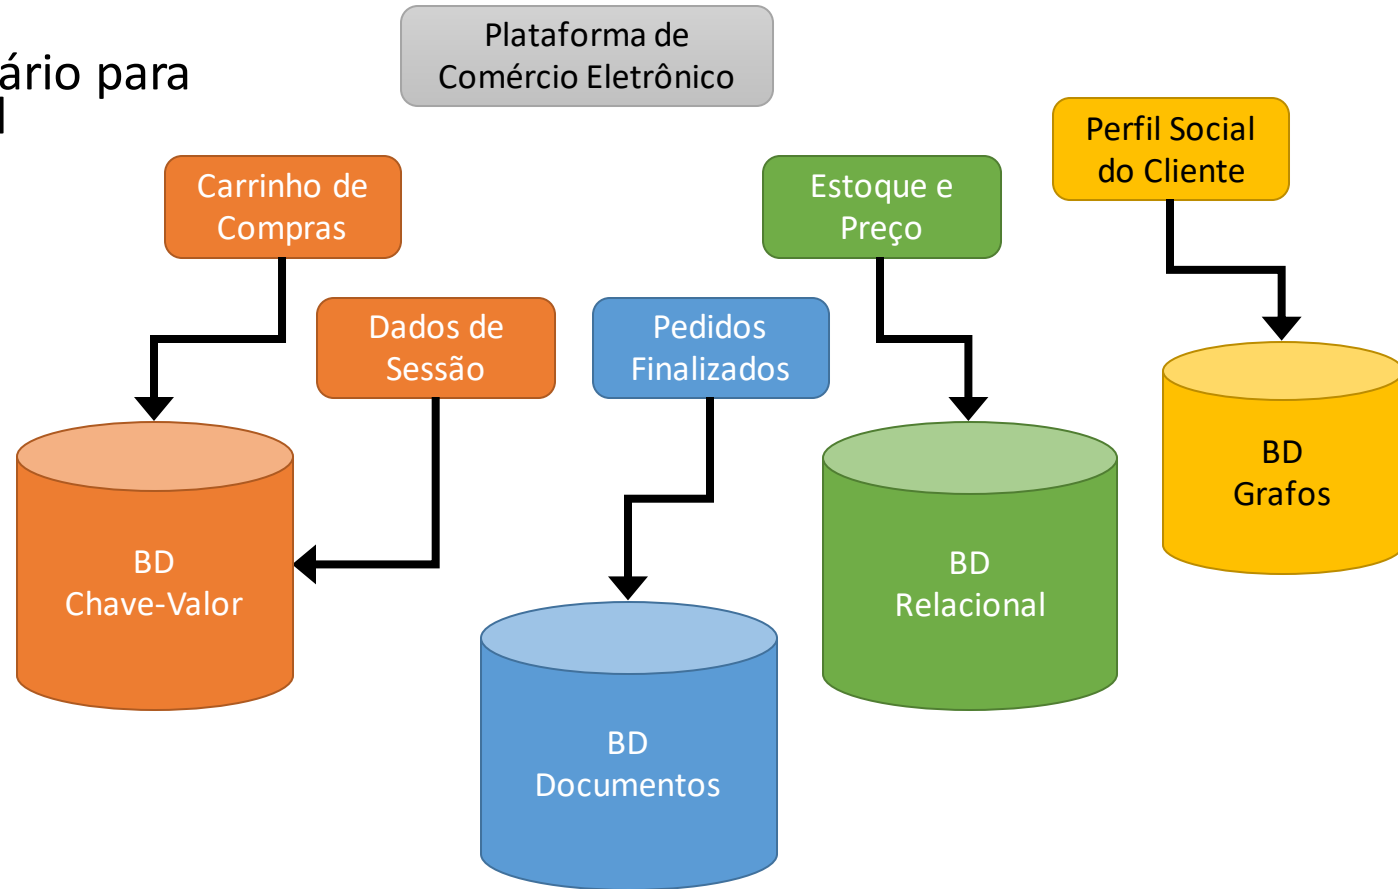 Plataforma de
Comércio Eletrônico
ário para
Perfil Social
do Cliente
Carrinho de
Compras
Estoque e
Preço
Dados de
Sessão
Pedidos
Finalizados
BD
Chave-Valor
BD
Documentos
BD
Relacional
BD
Grafos